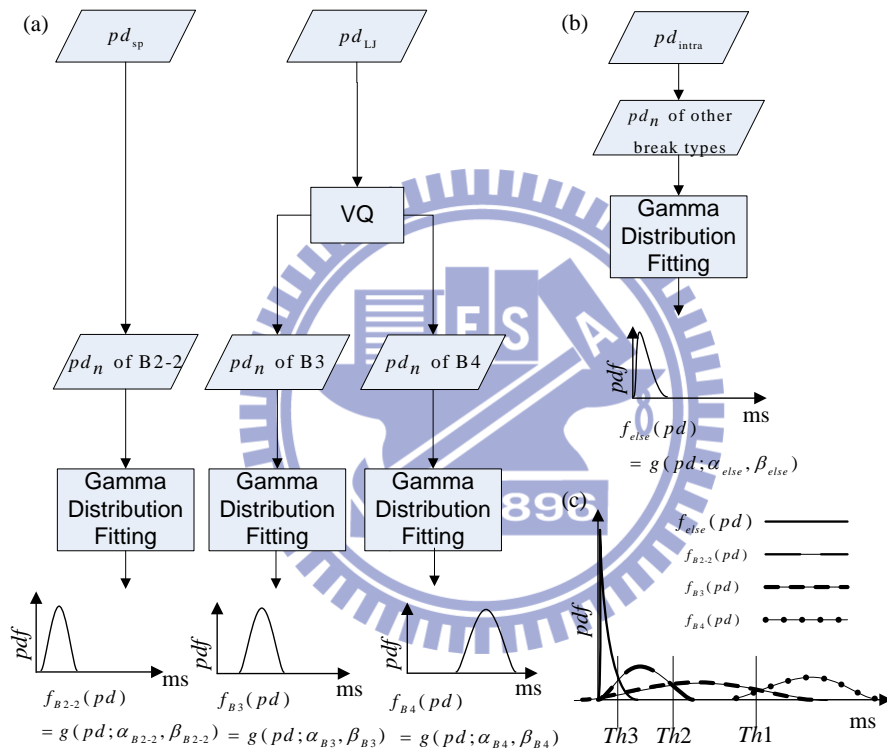 (a)
pd_sp
pd_LJ
VQ
pd_n of B2-2
pd_n of B3
pd_n of B4
Gamma
Distribution
Fitting
Gamma
Distribution
Fitting
Gamma
Distribution
Fitting
pdf
ms
pdf
ms
pdf
ms
f_B2-2(pd)
= g(pd;α_B2-2, β_B2-2)
f_B3(pd)
= g(pd;α_B3, β_B3)
f_B4(pd)
= g(pd;α_B4, β_B4)
(b)
pd_intra
pd_n of other
break types
Gamma
Distribution
Fitting
pdf
ms
f_else(pd)
= g(pd;α_else, β_else)
(c)
f_else(pd)
f_B2-2(pd)
f_B3(pd)
f_B4(pd)
pdf
ms
Th3
Th2
Th1
E S A
8
1896